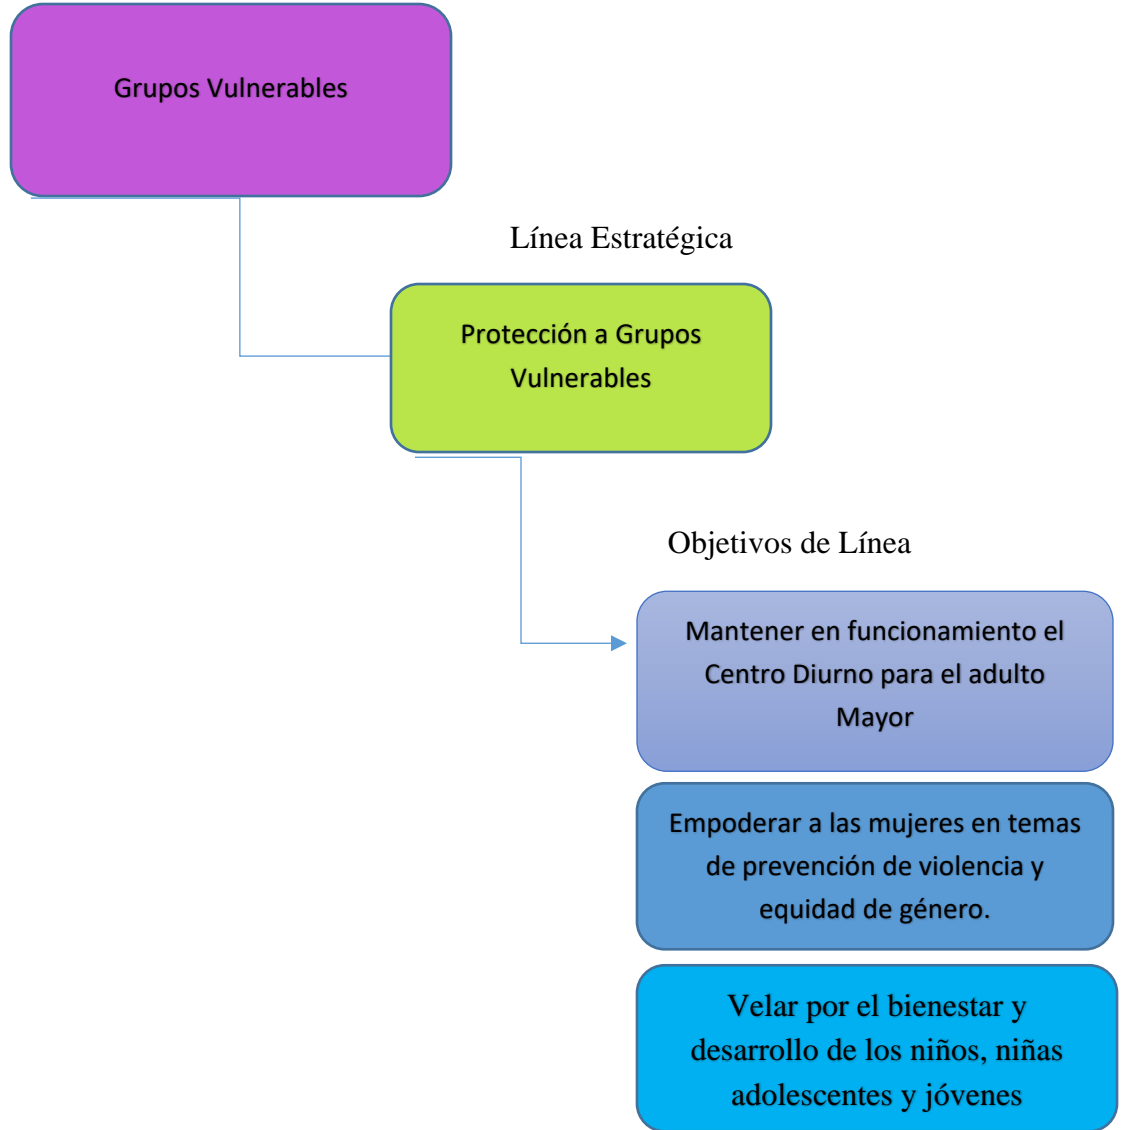 Grupos Vulnerables
Línea Estratégica
Protección a Grupos
Vulnerables
Objetivos de Línea
Mantener en funcionamiento el
Centro Diurno para el adulto
Mayor
Empoderar a las mujeres en temas
de prevención de violencia y
equidad de género.
Velar por el bienestar y
desarrollo de los niños, niñas
adolescentes y jóvenes